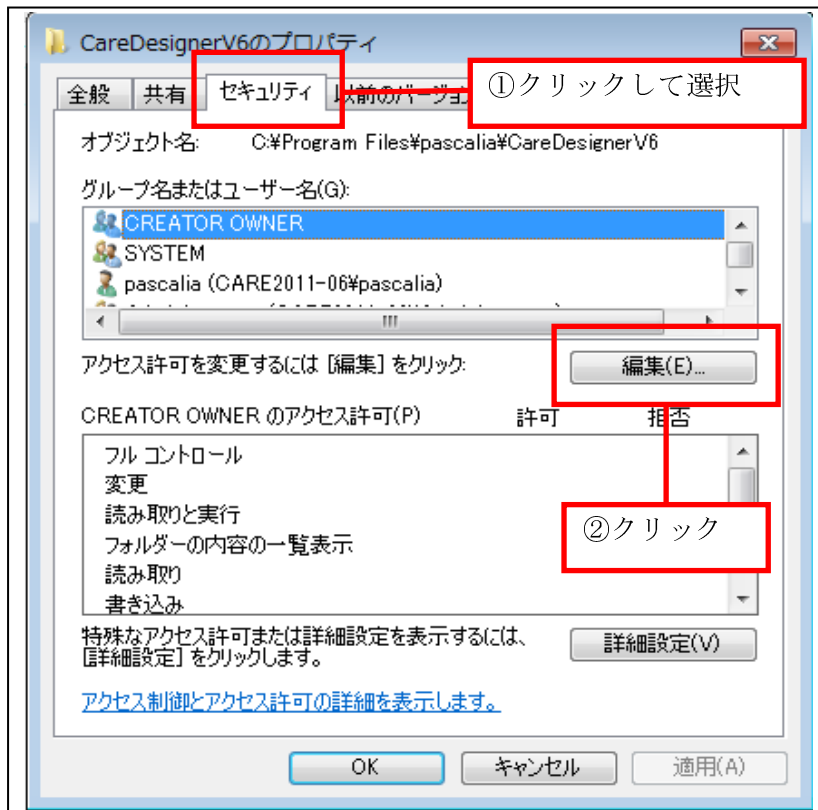 CareDesignerV6のプロパティ
全般 共有 セキュリティ 以前のバージョン
①クリックして選択
オブジェクト名: C:¥Program Files¥pascalia¥CareDesignerV6
グループ名またはユーザー名(G):
CREATOR OWNER
SYSTEM
pascalia (CARE2011-06¥pascalia)
アクセス許可を変更するには [編集] をクリック: 編集(E)...
CREATOR OWNER のアクセス許可(P) 許可 拒否
フル コントロール
変更
読み取りと実行
フォルダーの内容の一覧表示
読み取り
書き込み
②クリック
特殊なアクセス許可または詳細設定を表示するには、
[詳細設定] をクリックします。
詳細設定(V)
アクセス制御とアクセス許可の詳細を表示します。
OK キャンセル 適用(A)